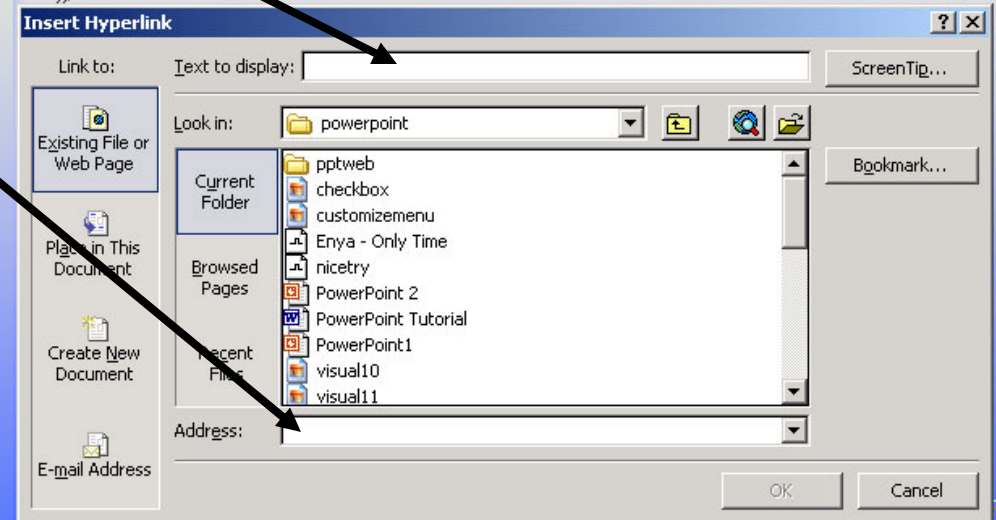 Insert Hyperlink
Link to:
Text to display:
ScreenTip...
Existing File or
Web Page
Look in:
powerpoint
Bookmark...
Current
Folder
pptweb
checkbox
customizemenu
Enya - Only Time
nicetry
PowerPoint 2
PowerPoint Tutorial
PowerPoint1
visual10
visual11
Place in This
Document
Browsed
Pages
Create New
Document
Recent
Files
Address:
E-mail Address
OK
Cancel